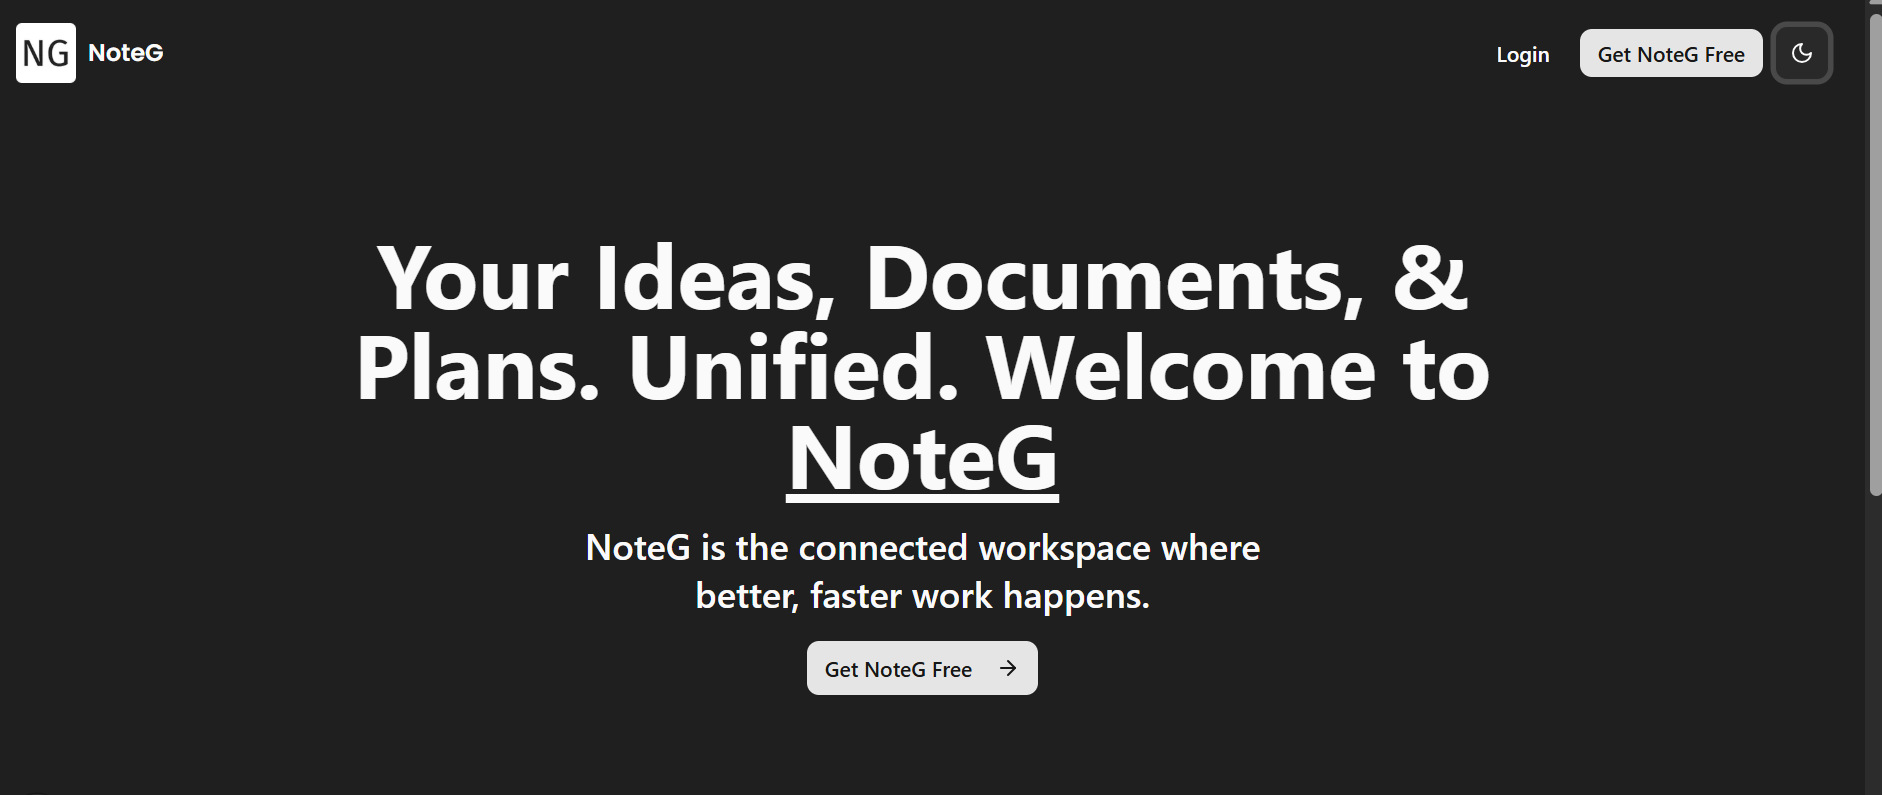 NG NoteG
Login
Get NoteG Free
Your Ideas, Documents, &
Plans. Unified. Welcome to
NoteG
NoteG is the connected workspace where
better, faster work happens.
Get NoteG Free